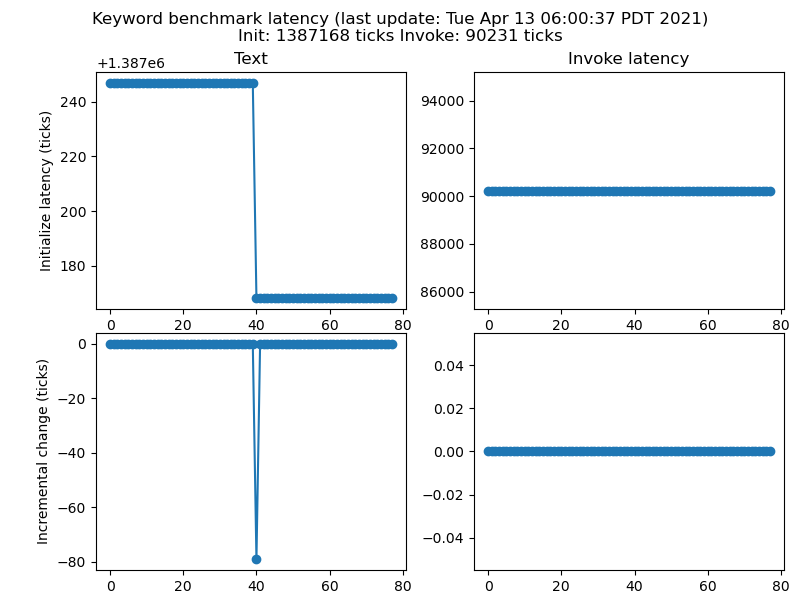 Keyword benchmark latency (last update: Tue Apr 13 06:00:37 PDT 2021)
Init: 1387168 ticks Invoke: 90231 ticks
Text
Invoke latency
+1.387e6
Initialize latency (ticks)
240
220
200
180
0 20 40 60 80
94000
92000
90000
88000
86000
0 20 40 60 80
Incremental change (ticks)
0
−20
−40
−60
−80
0 20 40 60 80
0.04
0.02
0.00
−0.02
−0.04
0 20 40 60 80